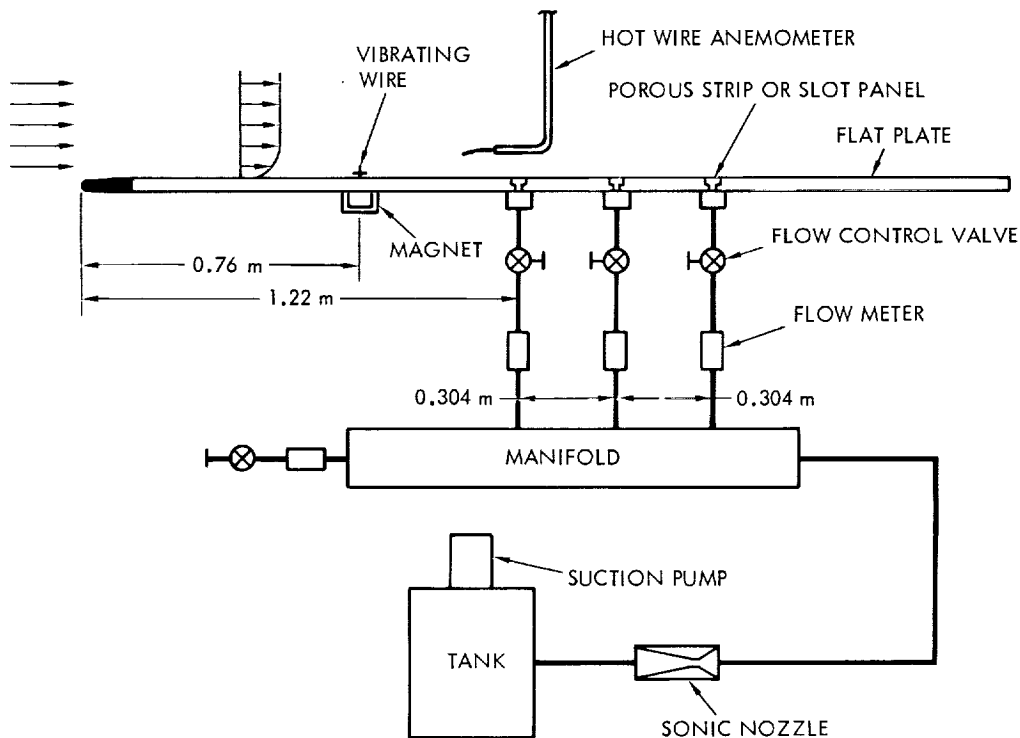 VIBRATING
WIRE
HOT WIRE ANEMOMETER
POROUS STRIP OR SLOT PANEL
FLAT PLATE
MAGNET
FLOW CONTROL VALVE
0.76 m
1.22 m
FLOW METER
0.304 m
0.304 m
MANIFOLD
SUCTION PUMP
TANK
SONIC NOZZLE